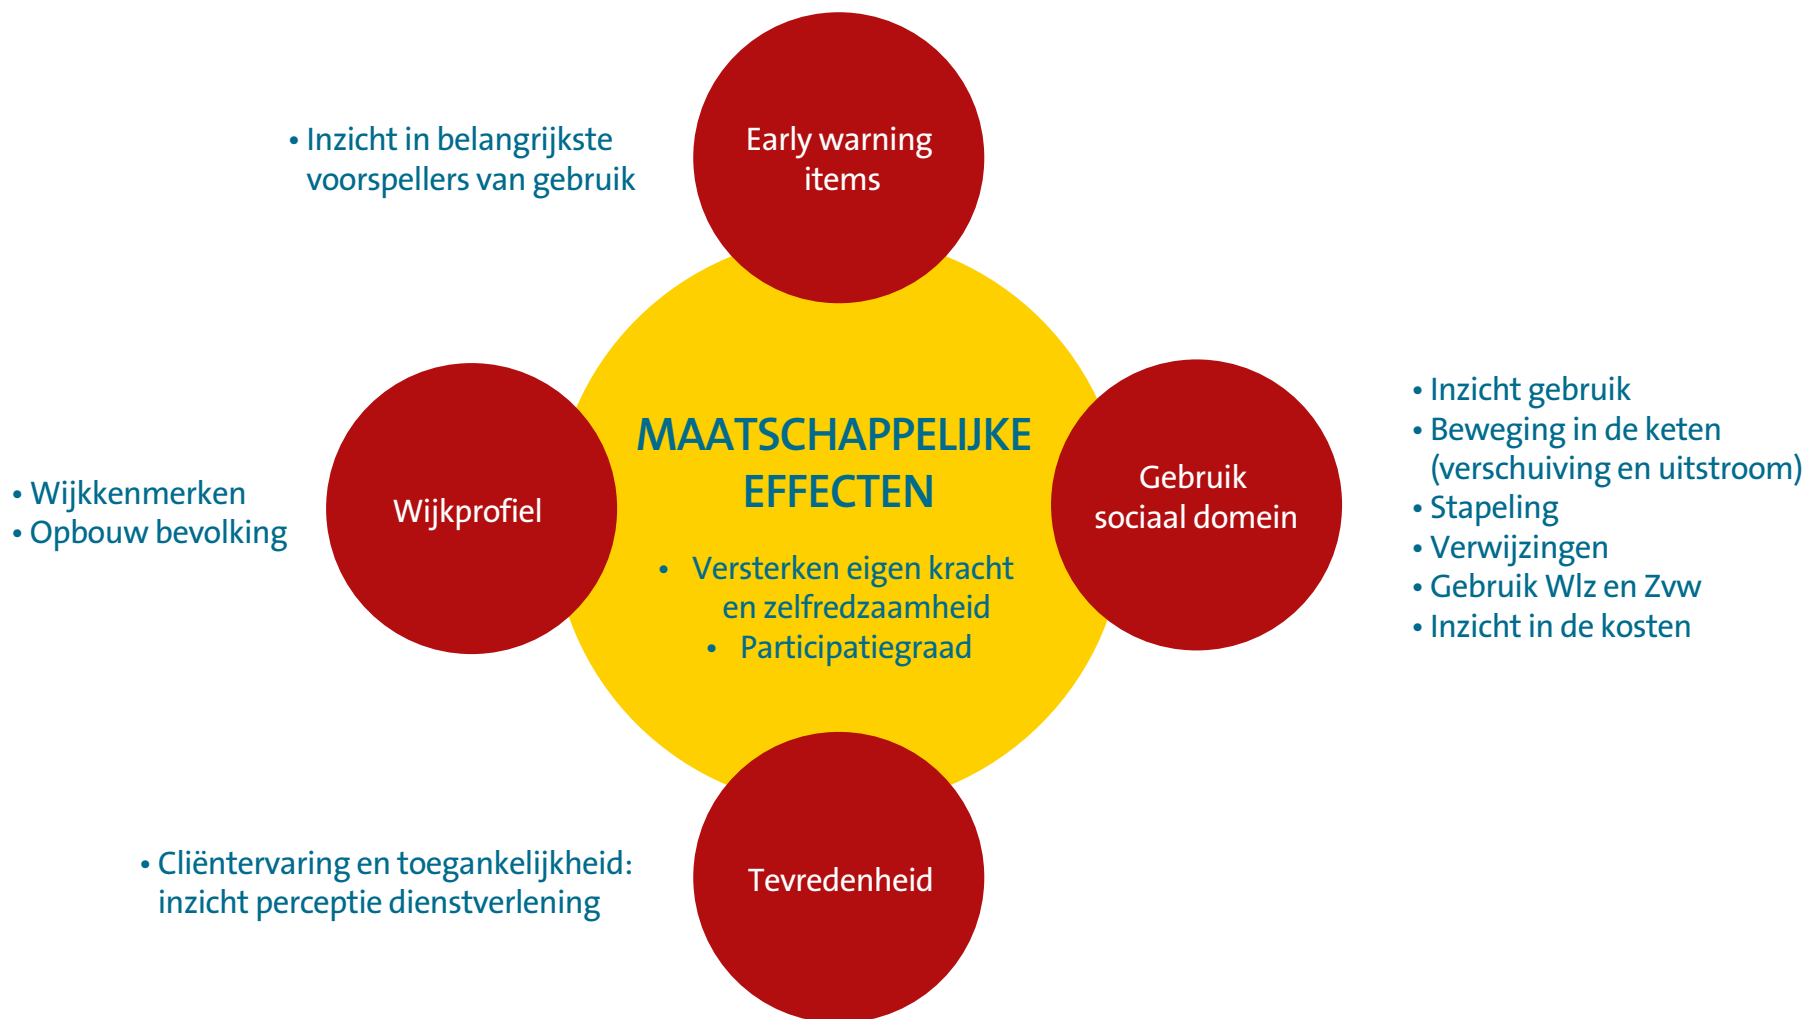 Early warning
items
• Inzicht in belangrijkste
voorspellers van gebruik
MAATSCHAPPELIJKE
EFFECTEN
• Versterken eigen kracht
en zelfredzaamheid
• Participatiegraad
Wijkprofiel
• Wijkkenmerken
• Opbouw bevolking
Gebruik
sociaal domein
• Inzicht gebruik
• Beweging in de keten
(verschuiving en uitstroom)
• Stapeling
• Verwijzingen
• Gebruik Wlz en Zvw
• Inzicht in de kosten
Tevredenheid
• Cliëntervaring en toegankelijkheid:
inzicht perceptie dienstverlening